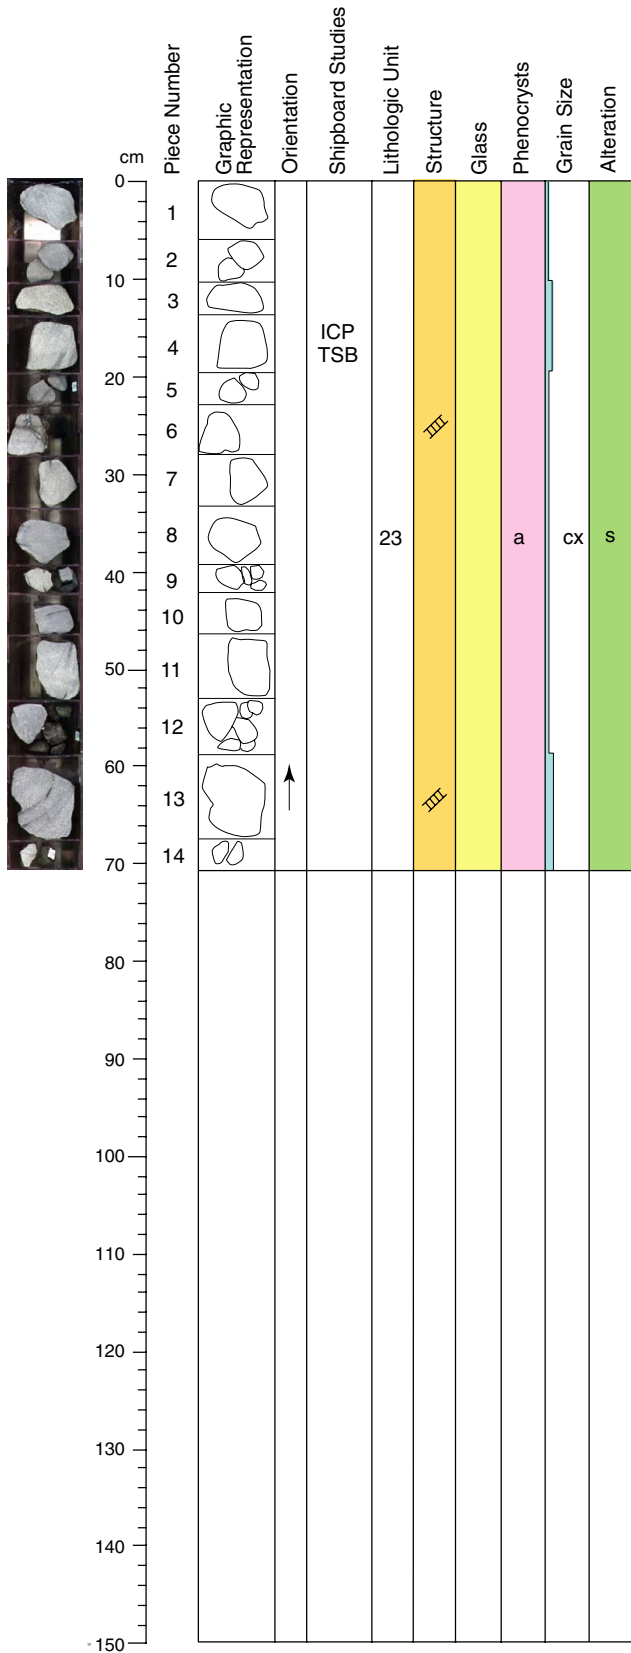 cm
Piece Number
Graphic
Representation
Orientation
Shipboard Studies
Lithologic Unit
Structure
Glass
Phenocrysts
Grain Size
Alteration
0
1
2
10
3
4
ICP
TSB
20
5
6
30
7
8
23
a
cx
s
40
9
10
50
11
12
60
13
14
70
80
90
100
110
120
130
140
150